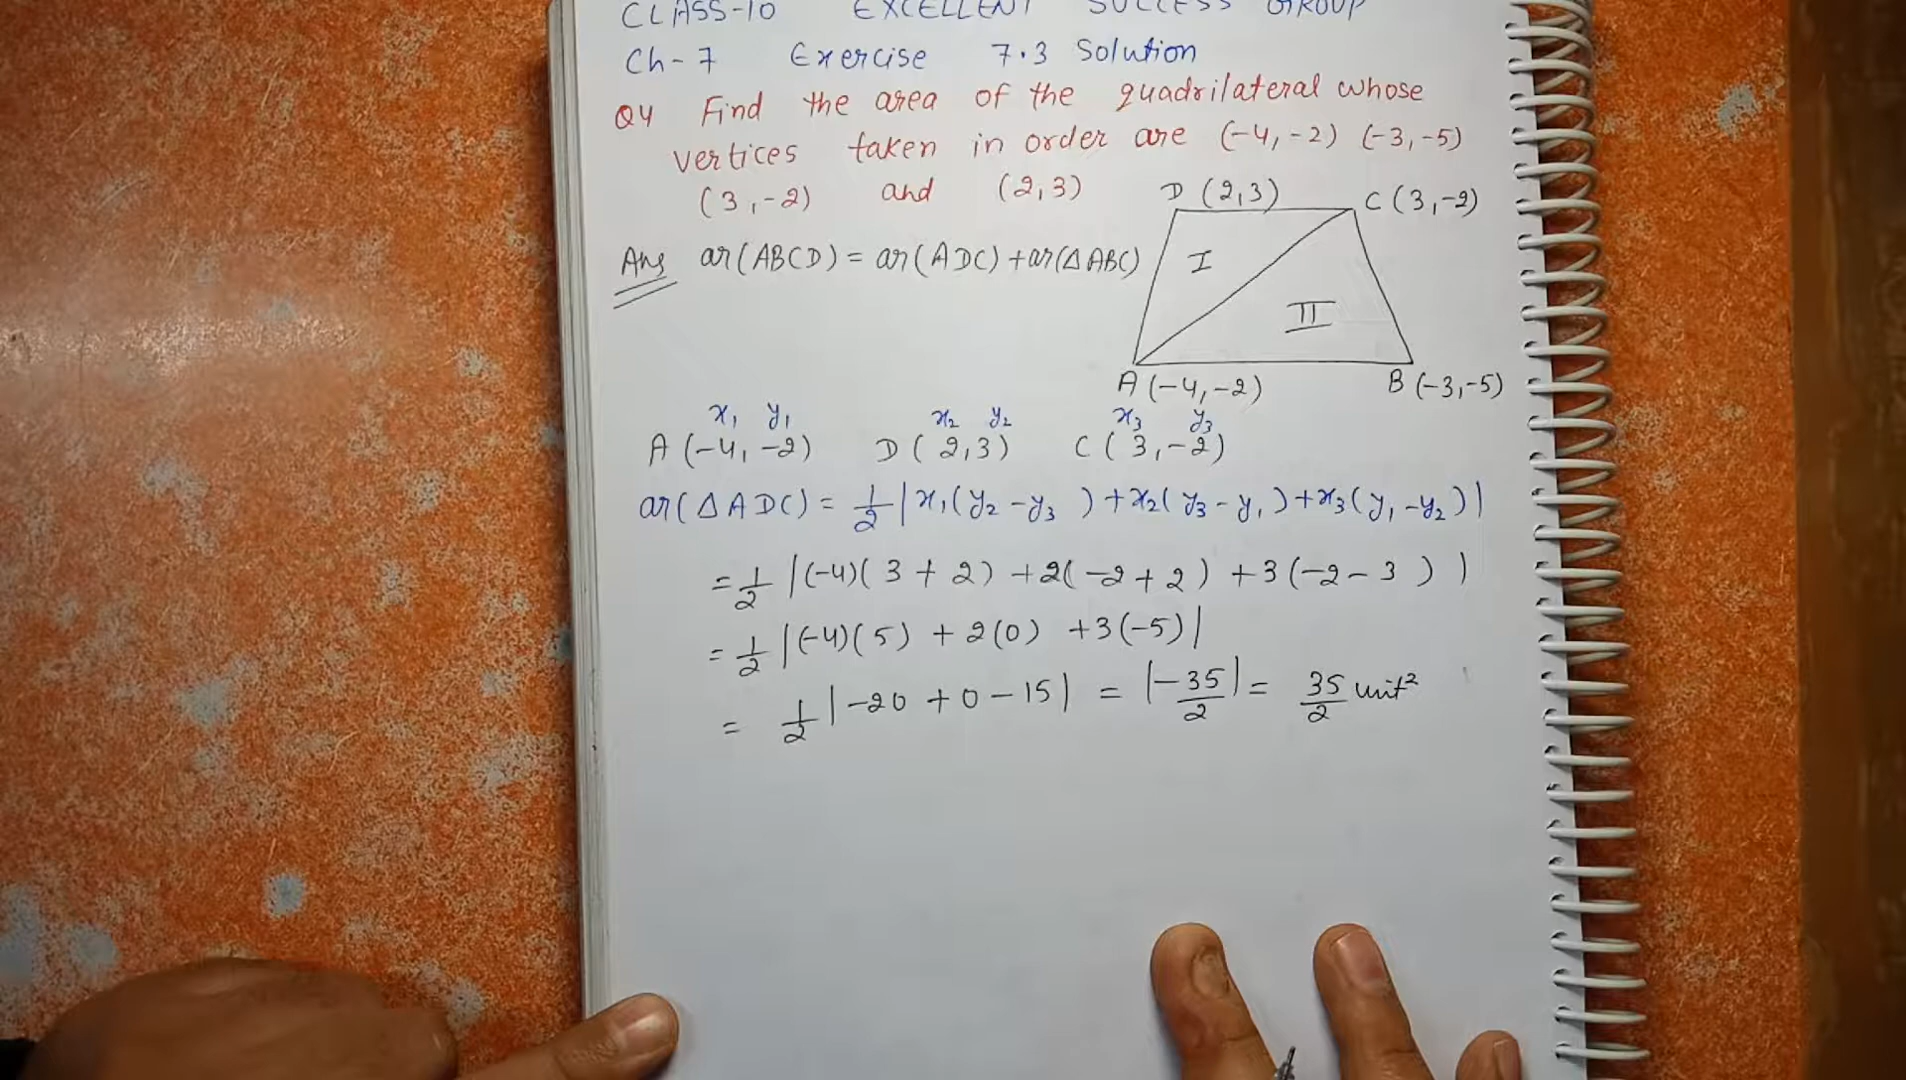 CLASS-10 EXCELLENT SUCCESS GROUP
Ch-7 Exercise 7.3 Solution
Q4 Find the area of the quadrilateral whose
vertices taken in order are (-4,-2) (-3,-5)
(3,-2) and (2,3)
D (2,3) C (3,-2)
Ans ar(ABCD) = ar(ADC) + ar(△ABC)
I
II
A (-4,-2) B (-3,-5)
x₁ y₁ x₂ y₂ x₃ y₃
A (-4, -2) D (2,3) C (3,-2)
ar(△ADC) = 1/2 |x₁(y₂-y₃) + x₂(y₃-y₁) + x₃(y₁-y₂)|
= 1/2 |(-4)(3+2) + 2(-2+2) + 3(-2-3)|
= 1/2 |(-4)(5) + 2(0) + 3(-5)|
= 1/2 |-20 + 0 - 15| = |-35/2| = 35/2 unit²